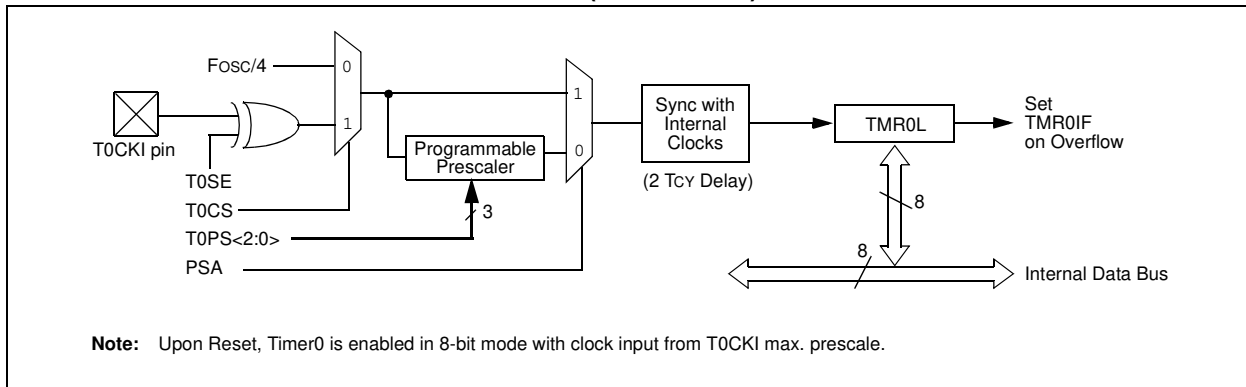 FOSC/4
0
1
T0CKI pin
T0SE
T0CS
T0PS<2:0>
PSA
Programmable
Prescaler
3
1
0
Sync with
Internal
Clocks
(2 TCY Delay)
TMR0L
Set
TMR0IF
on Overflow
8
8
Internal Data Bus
Note: Upon Reset, Timer0 is enabled in 8-bit mode with clock input from T0CKI max. prescale.